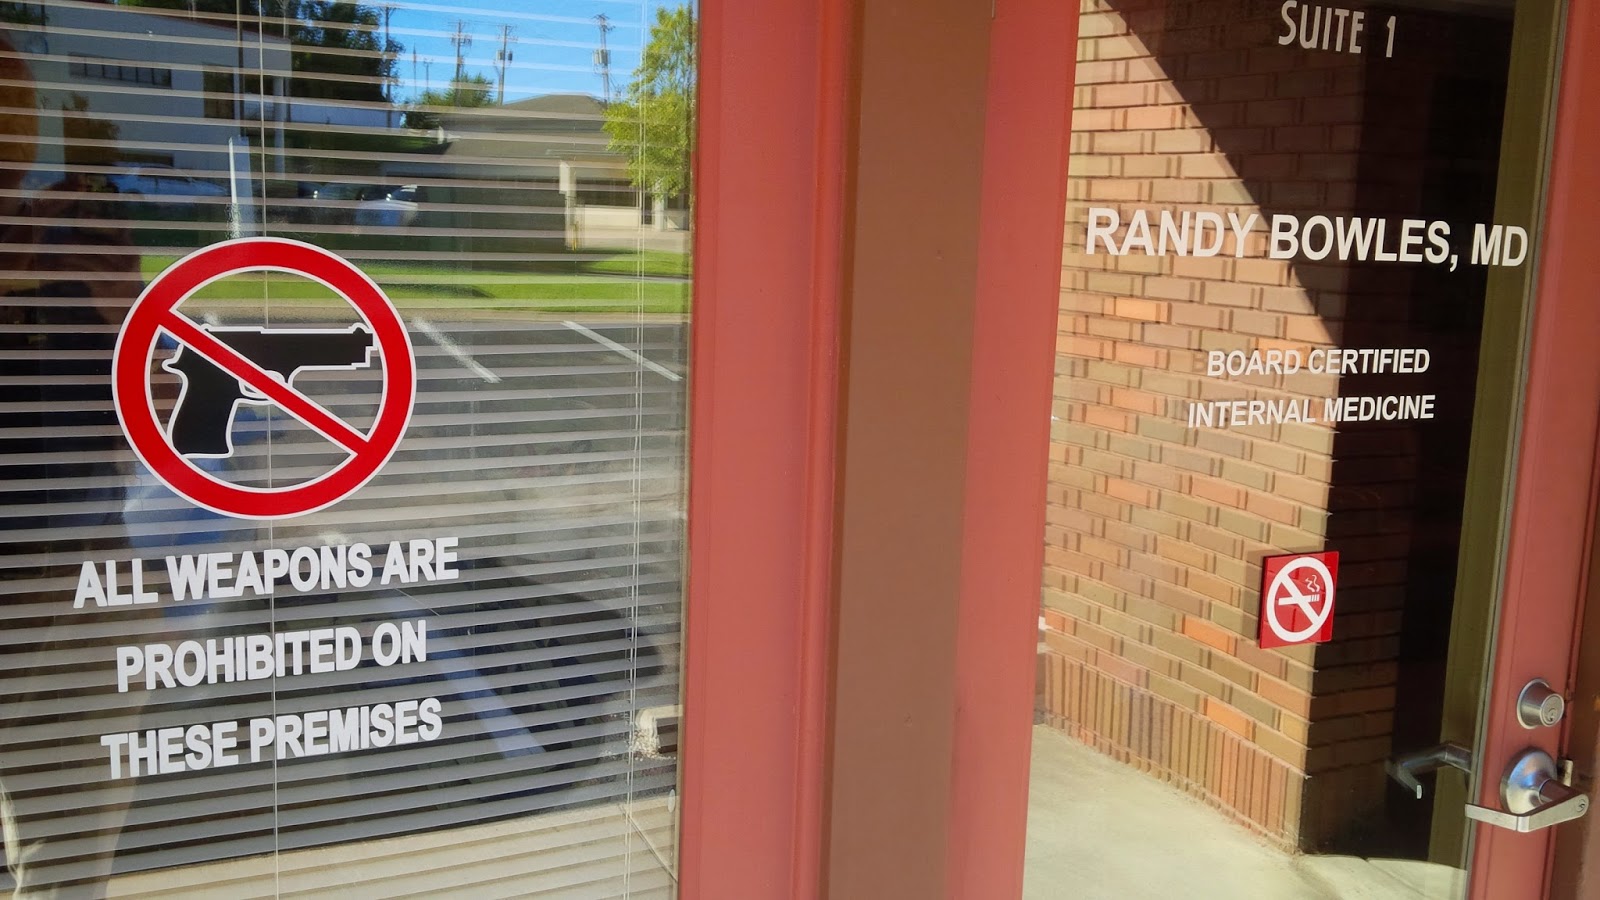 ALL WEAPONS ARE
PROHIBITED ON
THESE PREMISES
SUITE 1
RANDY BOWLES, MD
BOARD CERTIFIED
INTERNAL MEDICINE